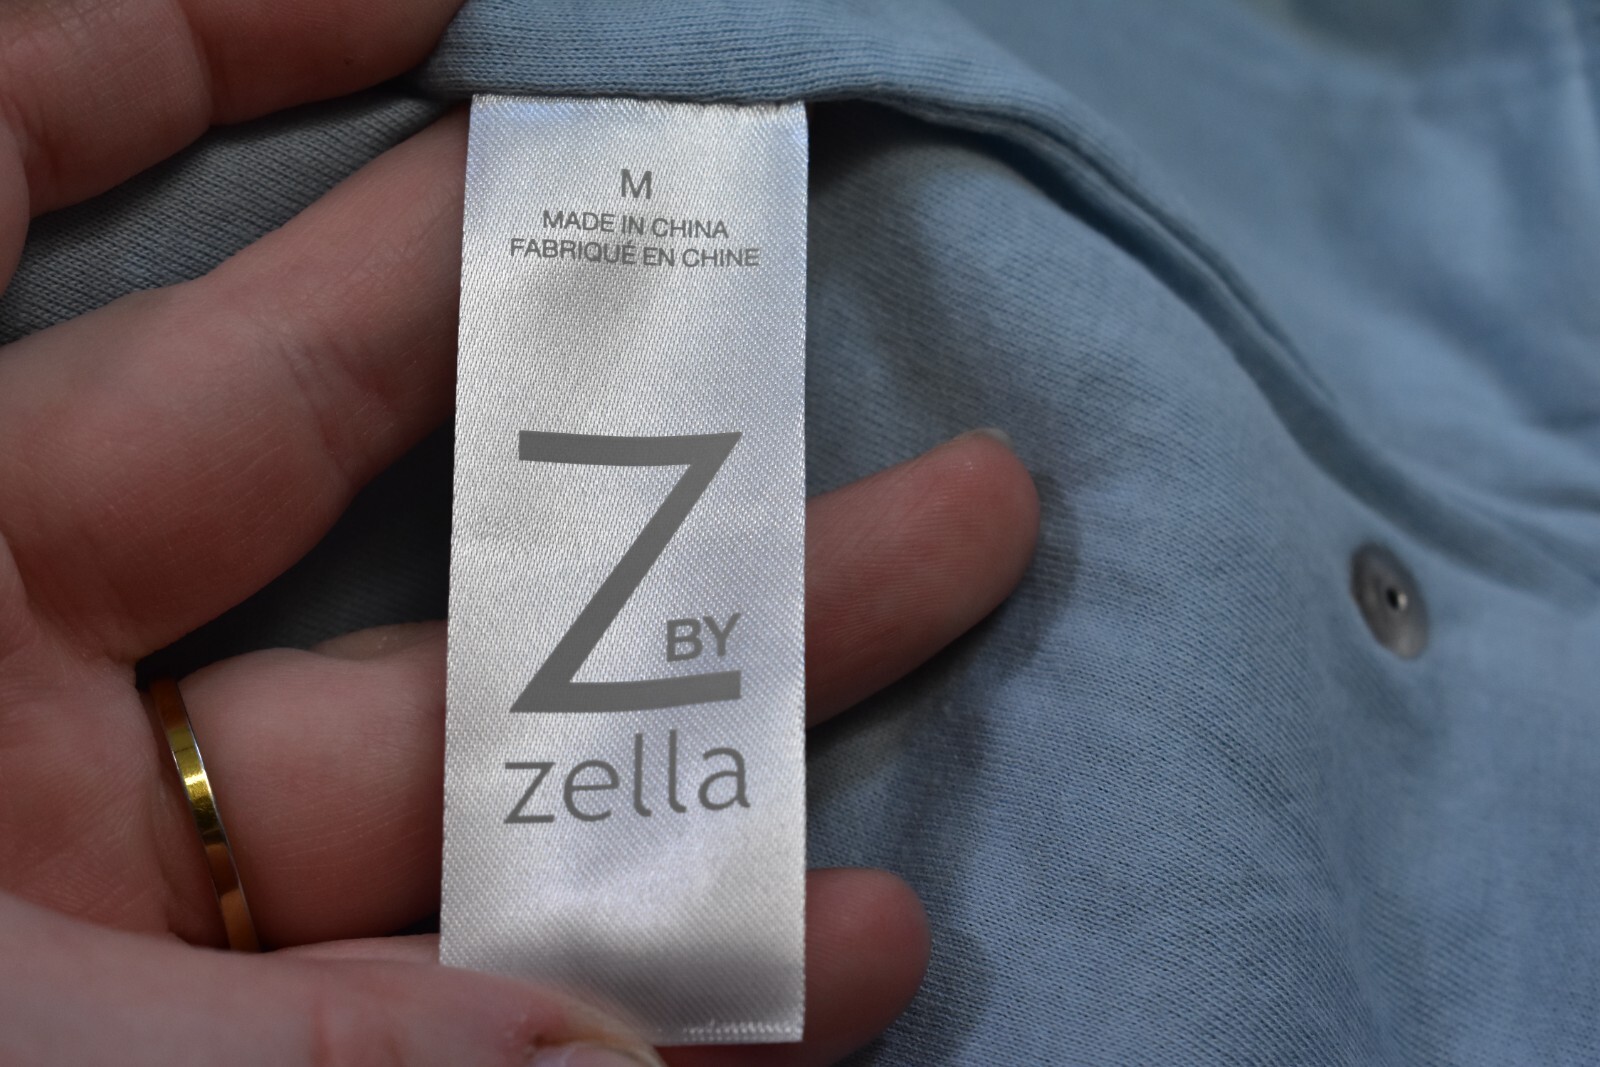 M
MADE IN CHINA
FABRIQUÉ EN CHINE
Z BY
zella